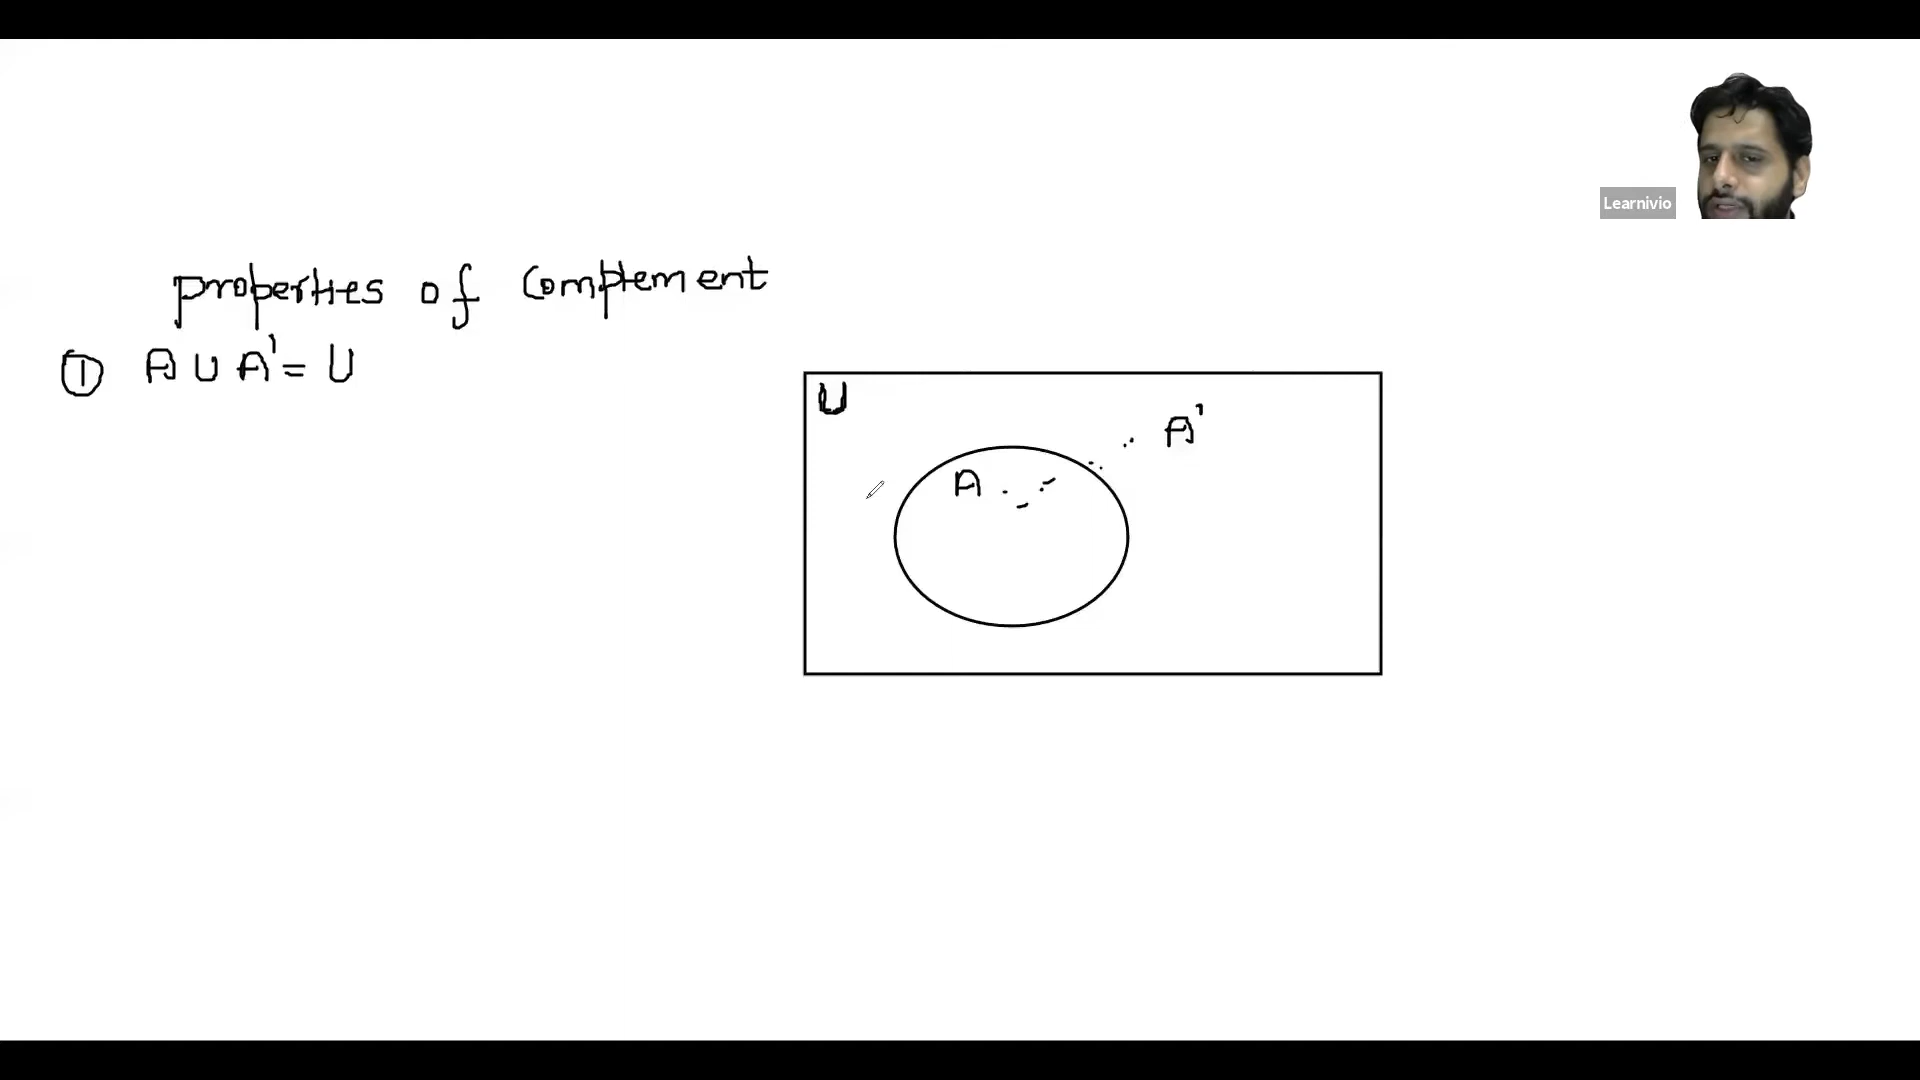 Learnivio
properties of complement
① A ∪ A' = U
U
A'
A